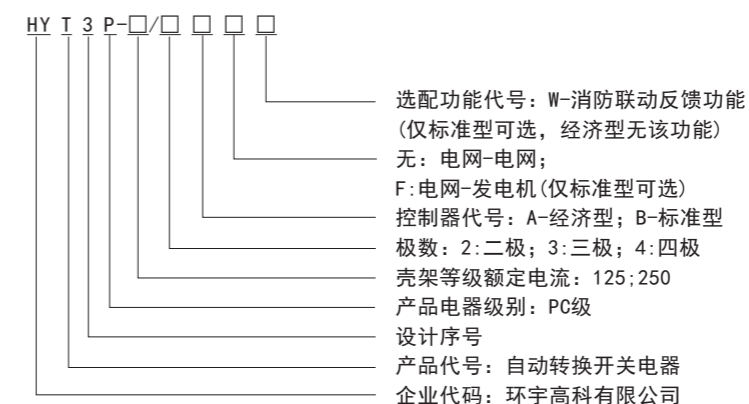 HY T 3 P-□/□ □ □ □
选配功能代号：W-消防联动反馈功能
(仅标准型可选，经济型无该功能)
无：电网-电网；
F:电网-发电机(仅标准型可选)
控制器代号：A-经济型；B-标准型
极数：2:二极；3:三极；4:四极
壳架等级额定电流：125;250
产品电器级别：PC级
设计序号
产品代号：自动转换开关电器
企业代码：环宇高科有限公司